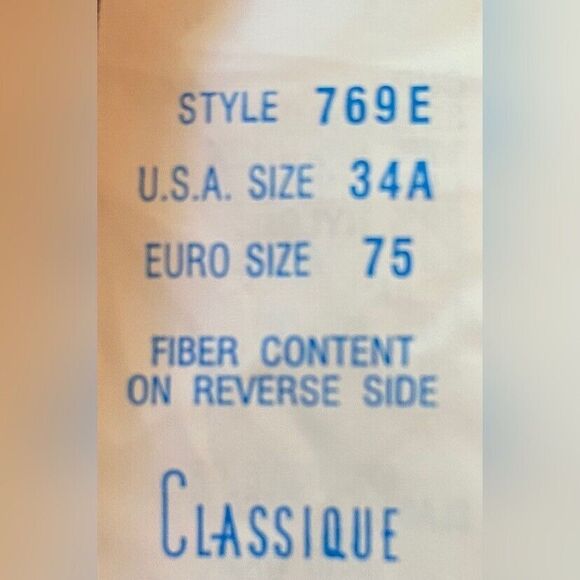 STYLE 769E
U.S.A. SIZE 34A
EURO SIZE 75
FIBER CONTENT
ON REVERSE SIDE
CLASSIQUE